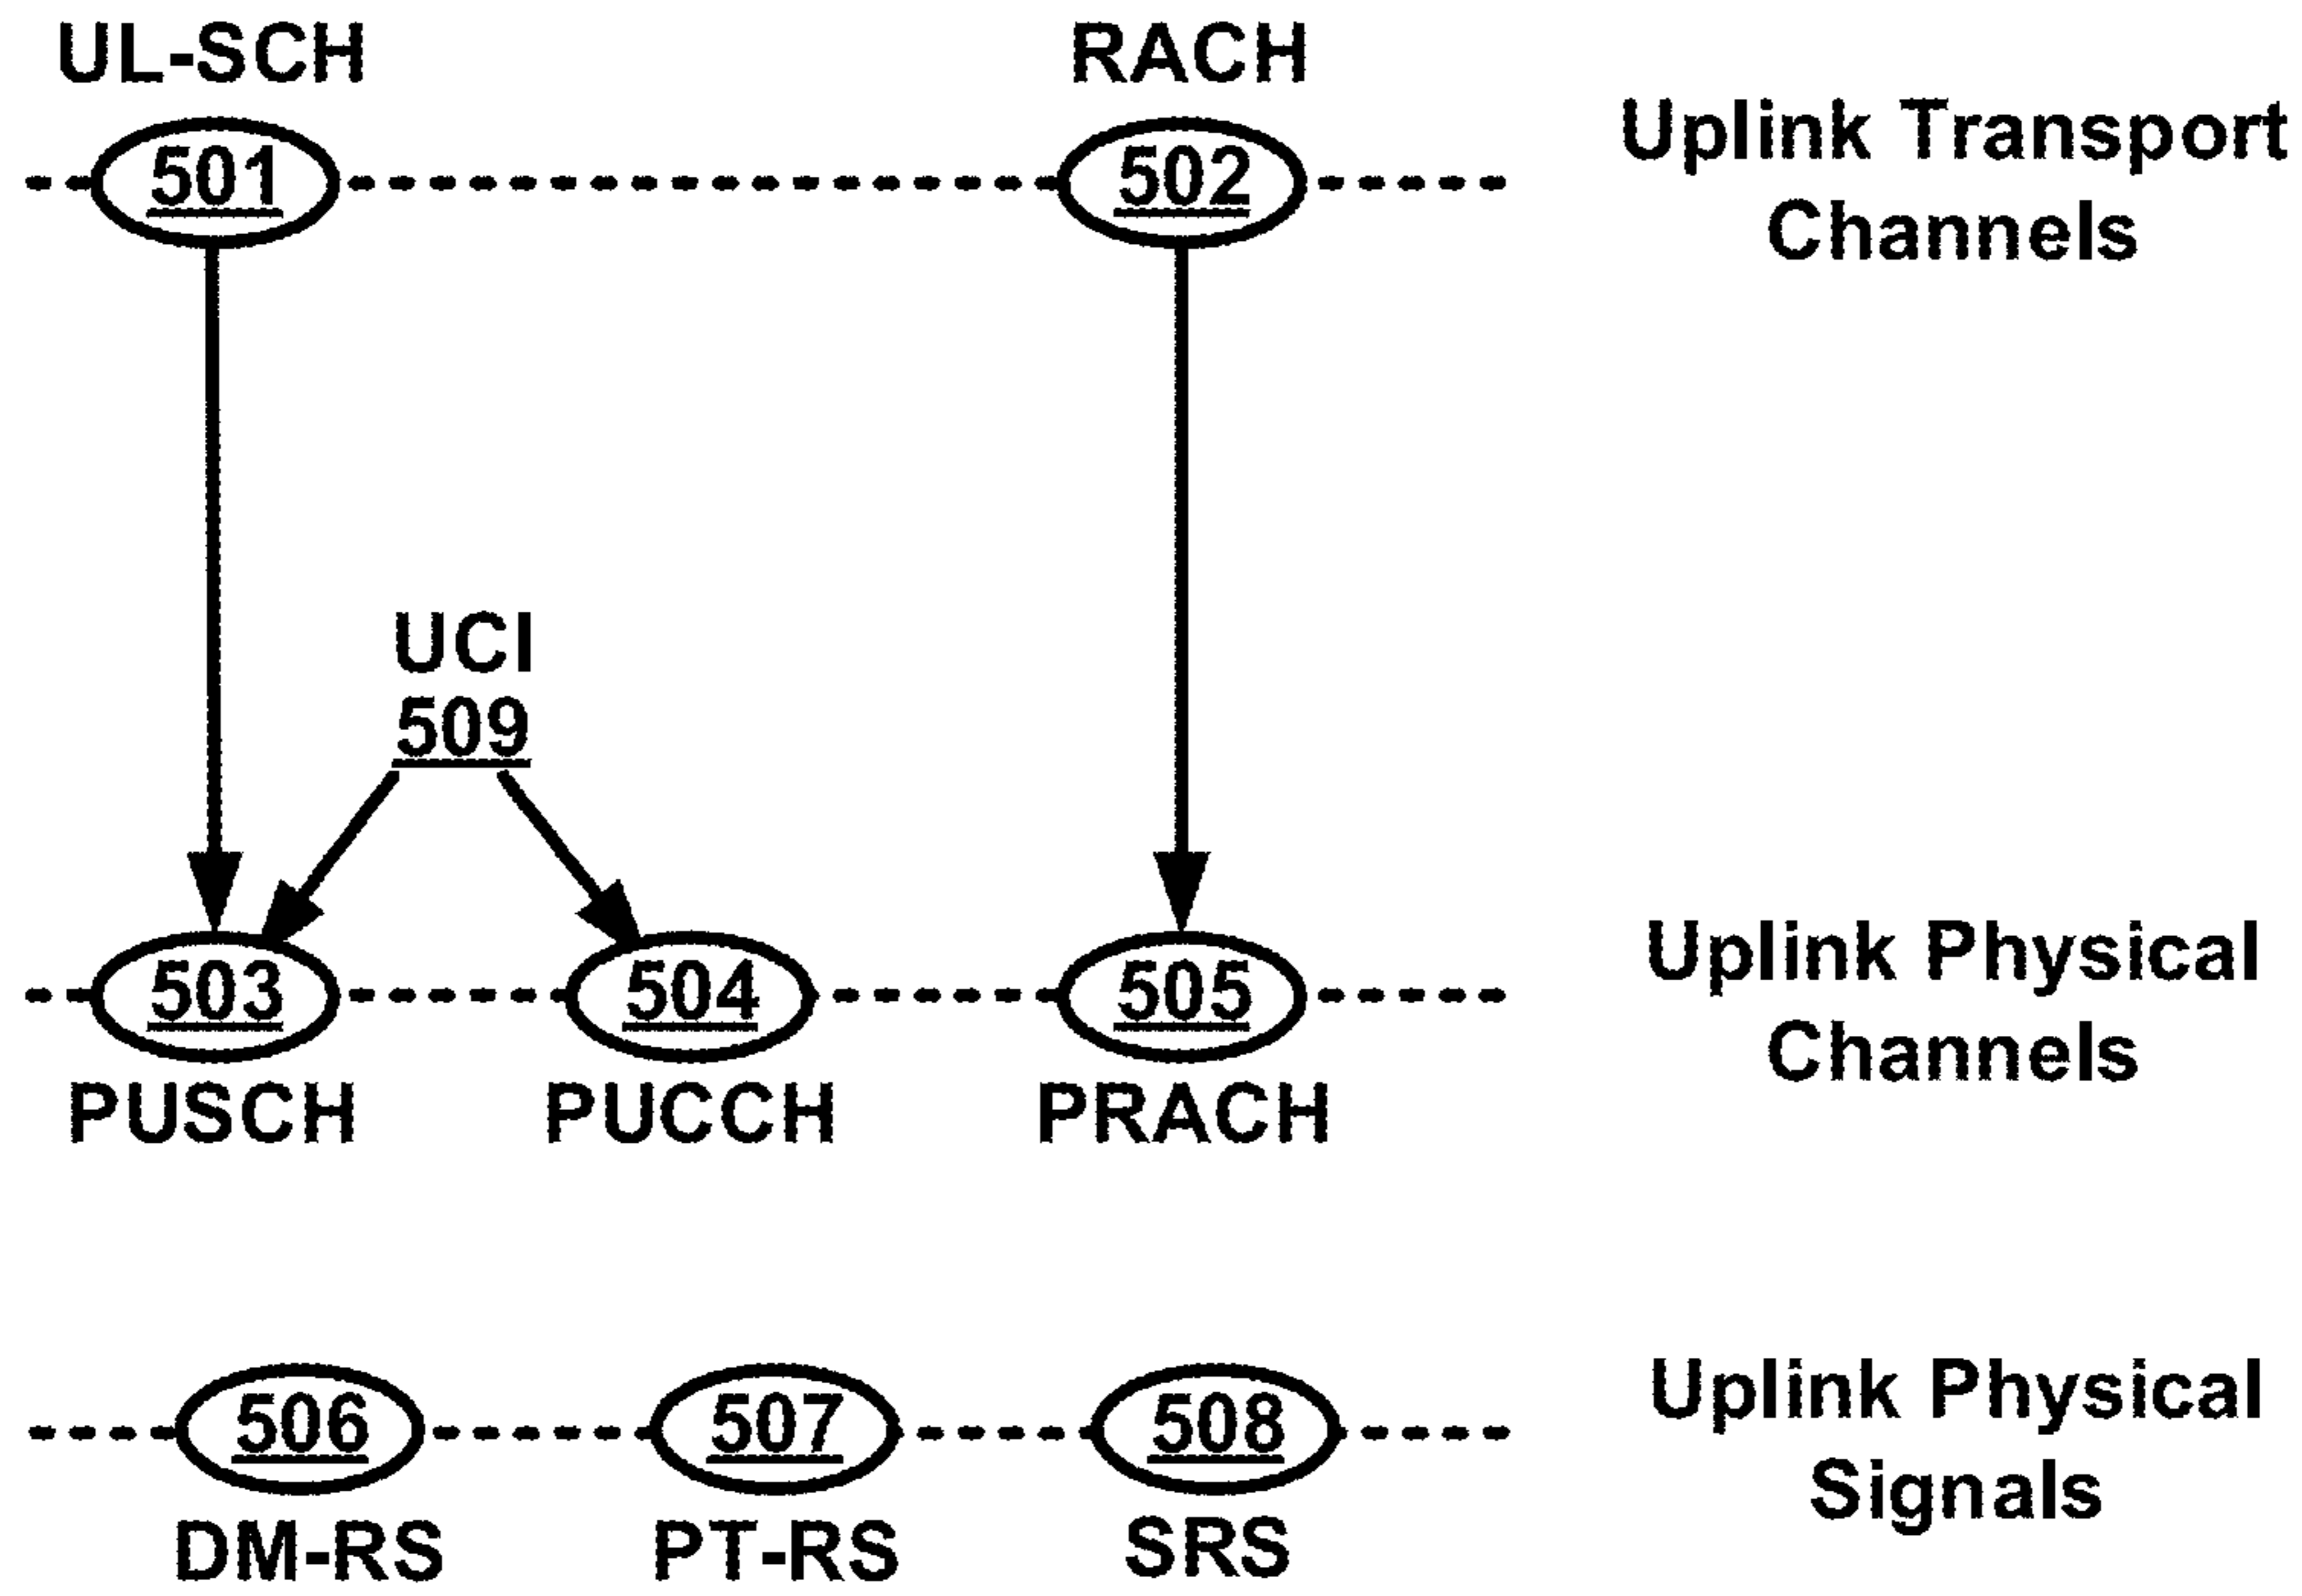 UL-SCH
RACH
501
502
Uplink Transport
Channels
UCI
509
503
504
505
Uplink Physical
Channels
PUSCH
PUCCH
PRACH
506
507
508
Uplink Physical
Signals
DM-RS
PT-RS
SRS